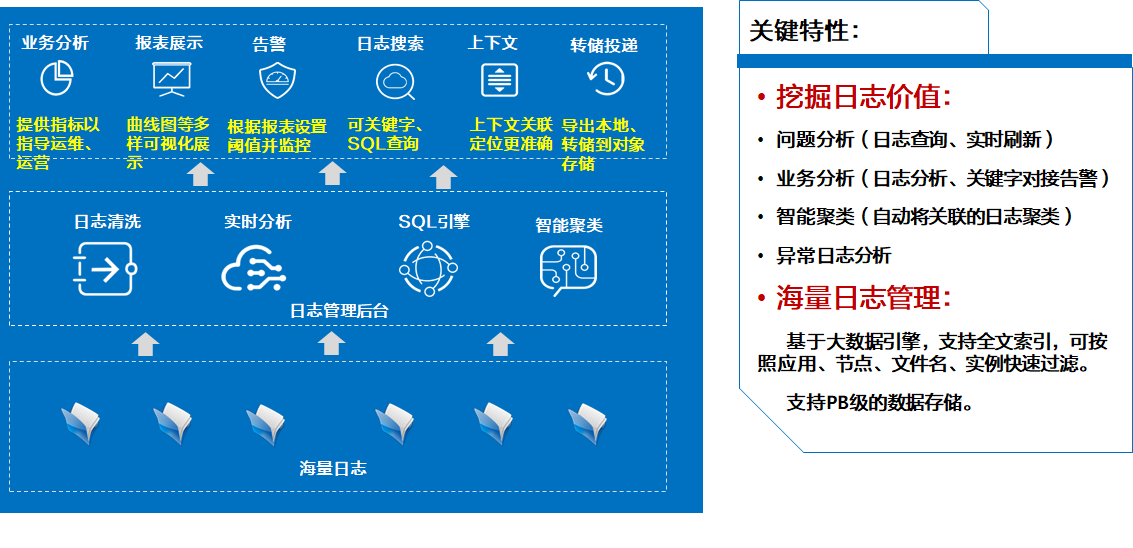 业务分析
报表展示
告警
日志搜索
上下文
转储投递
提供指标以
指导运维、
运营
曲线图等多
样可视化展
示
根据报表设置
阈值并监控
可关键字、
SQL查询
上下文关联
定位更准确
导出本地、
转储到对象
存储
日志清洗
实时分析
SQL引擎
智能聚类
日志管理后台
海量日志
关键特性：
• 挖掘日志价值：
• 问题分析（日志查询、实时刷新）
• 业务分析（日志分析、关键字对接告警）
• 智能聚类（自动将关联的日志聚类）
• 异常日志分析
• 海量日志管理：
基于大数据引擎，支持全文索引，可按
照应用、节点、文件名、实例快速过滤。
支持PB级的数据存储。